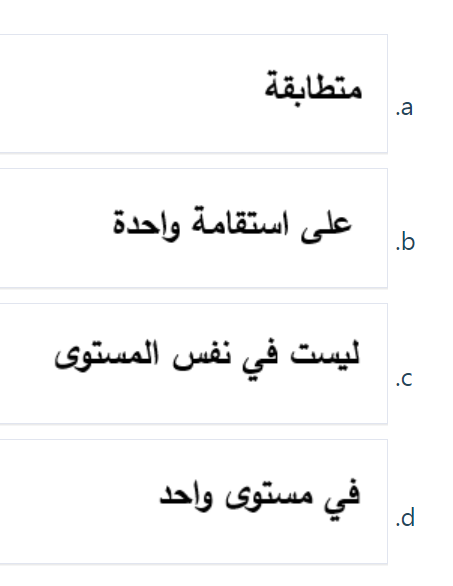 a. متطابقة
b. على استقامة واحدة
c. ليست في نفس المستوى
d. في مستوى واحد